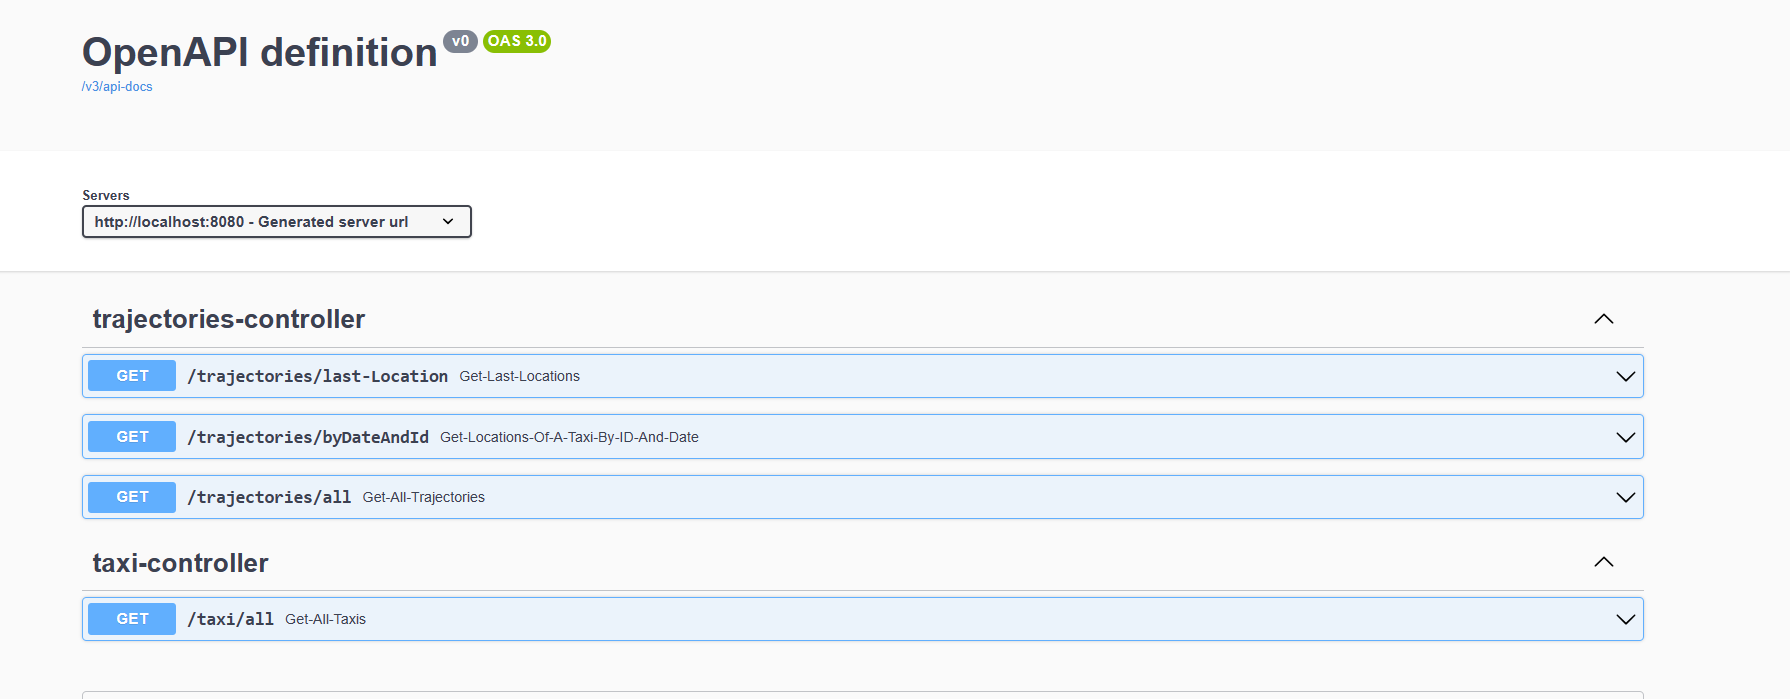 OpenAPI definition v0 OAS 3.0
/v3/api-docs
Servers
http://localhost:8080 - Generated server url
trajectories-controller
GET /trajectories/last-Location Get-Last-Locations
GET /trajectories/byDateAndId Get-Locations-Of-A-Taxi-By-ID-And-Date
GET /trajectories/all Get-All-Trajectories
taxi-controller
GET /taxi/all Get-All-Taxis